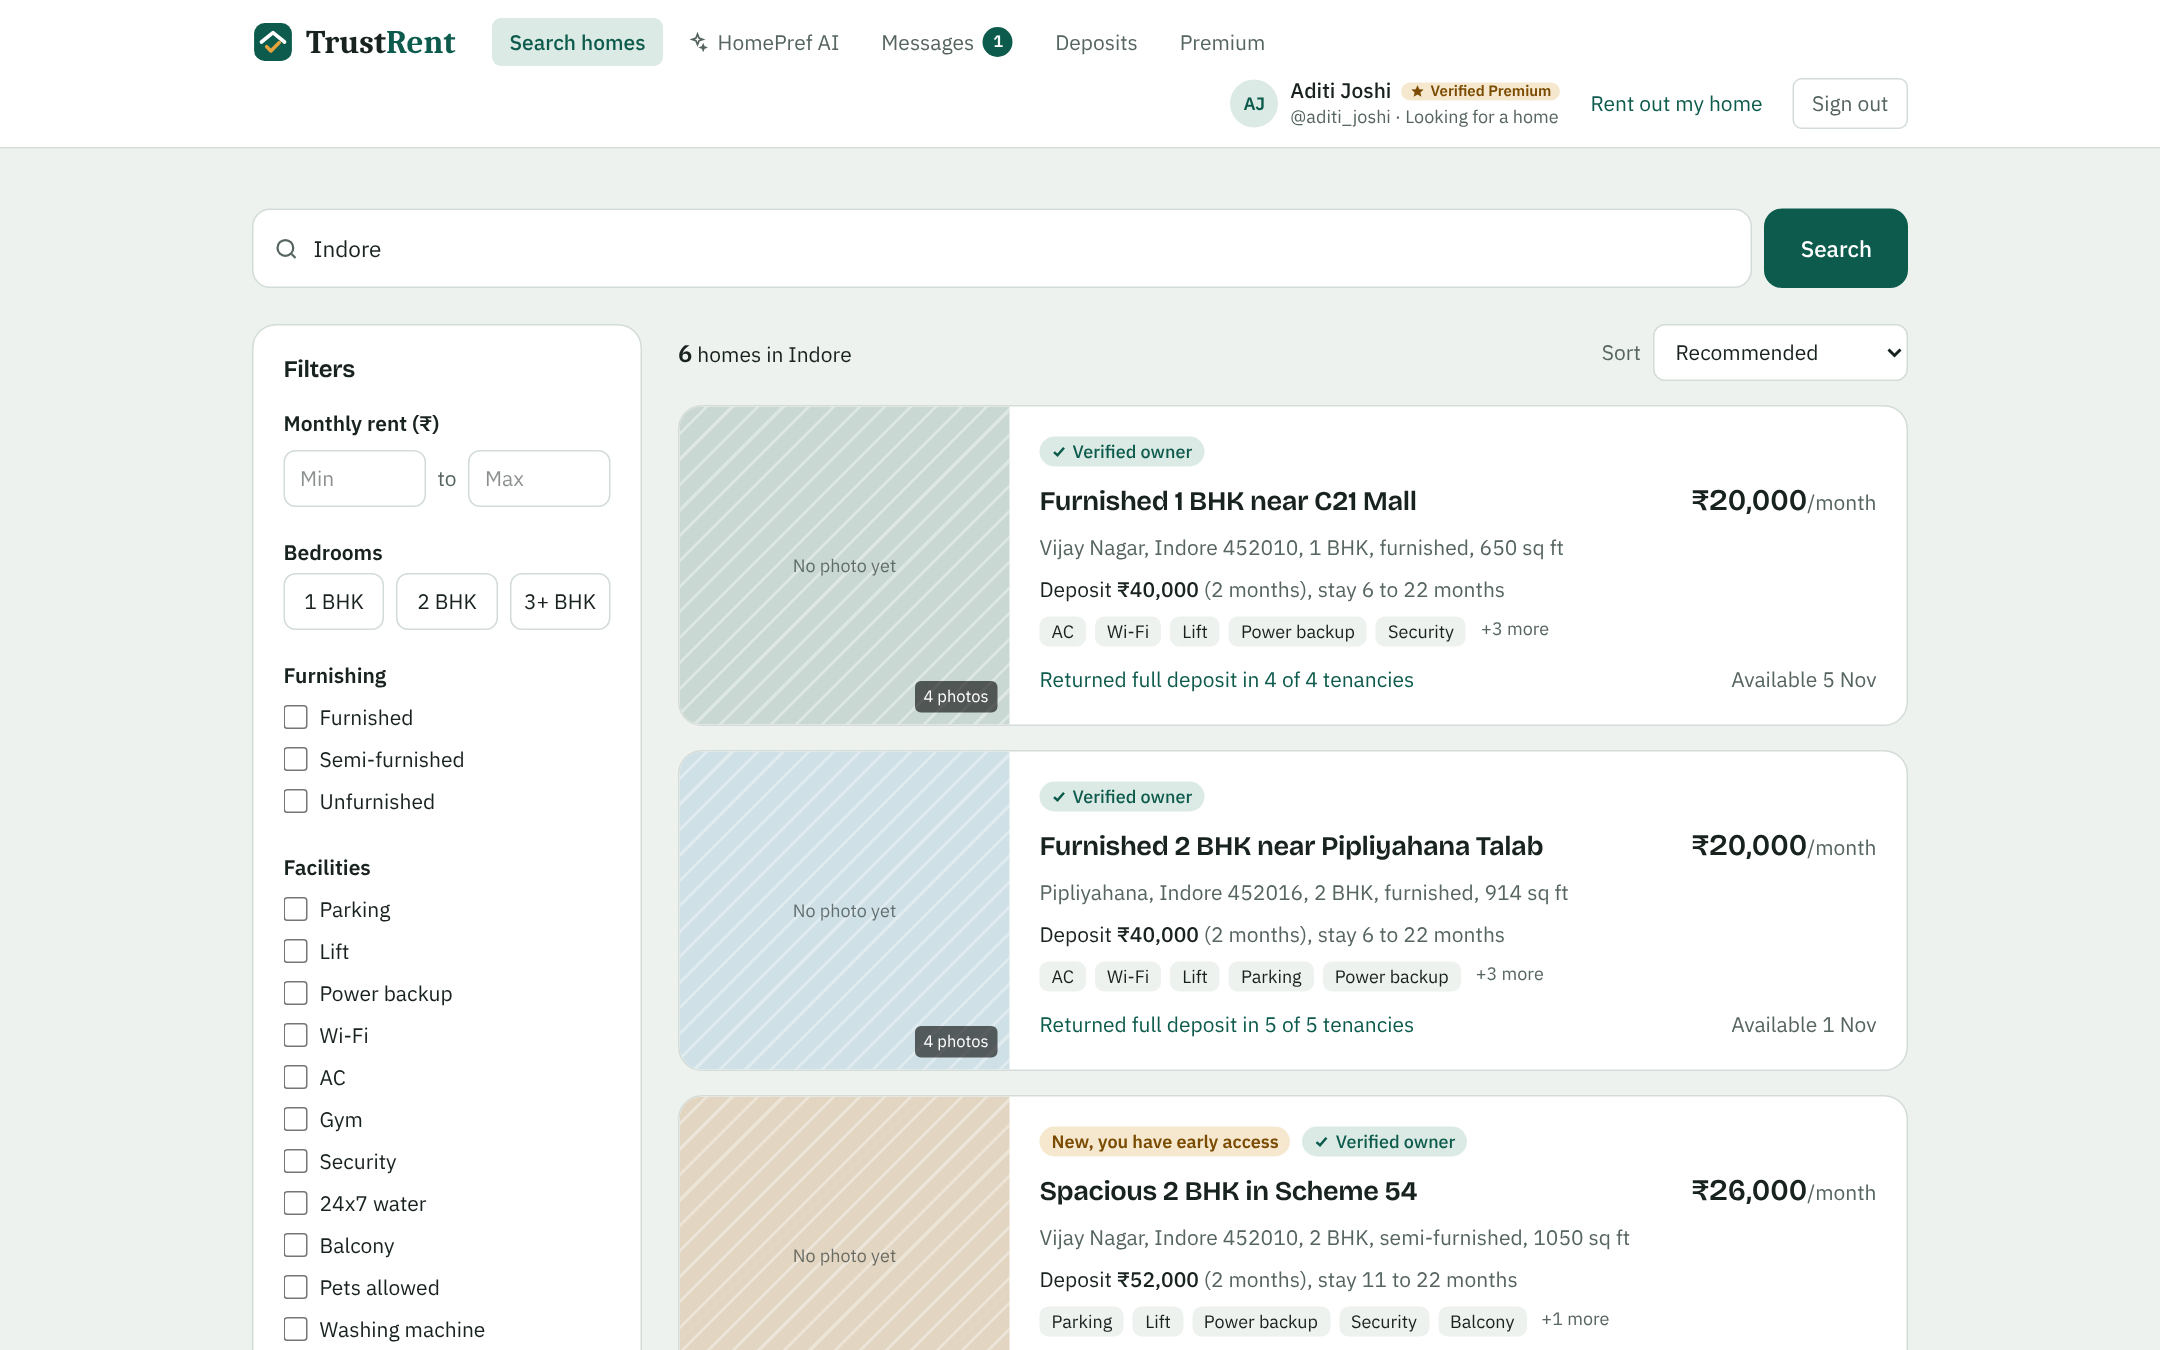 TrustRent
Search homes
HomePref AI
Messages 1
Deposits
Premium
AJ
Aditi Joshi
★ Verified Premium
@aditi_joshi · Looking for a home
Rent out my home
Sign out
Indore
Search
Filters
Monthly rent (₹)
Min to Max
Bedrooms
1 BHK
2 BHK
3+ BHK
Furnishing
Furnished
Semi-furnished
Unfurnished
Facilities
Parking
Lift
Power backup
Wi-Fi
AC
Gym
Security
24x7 water
Balcony
Pets allowed
Washing machine
6 homes in Indore
Sort Recommended
No photo yet
4 photos
✓ Verified owner
Furnished 1 BHK near C21 Mall
₹20,000/month
Vijay Nagar, Indore 452010, 1 BHK, furnished, 650 sq ft
Deposit ₹40,000 (2 months), stay 6 to 22 months
AC Wi-Fi Lift Power backup Security +3 more
Returned full deposit in 4 of 4 tenancies
Available 5 Nov
No photo yet
4 photos
✓ Verified owner
Furnished 2 BHK near Pipliyahana Talab
₹20,000/month
Pipliyahana, Indore 452016, 2 BHK, furnished, 914 sq ft
Deposit ₹40,000 (2 months), stay 6 to 22 months
AC Wi-Fi Lift Parking Power backup +3 more
Returned full deposit in 5 of 5 tenancies
Available 1 Nov
No photo yet
New, you have early access
✓ Verified owner
Spacious 2 BHK in Scheme 54
₹26,000/month
Vijay Nagar, Indore 452010, 2 BHK, semi-furnished, 1050 sq ft
Deposit ₹52,000 (2 months), stay 11 to 22 months
Parking Lift Power backup Security Balcony +1 more